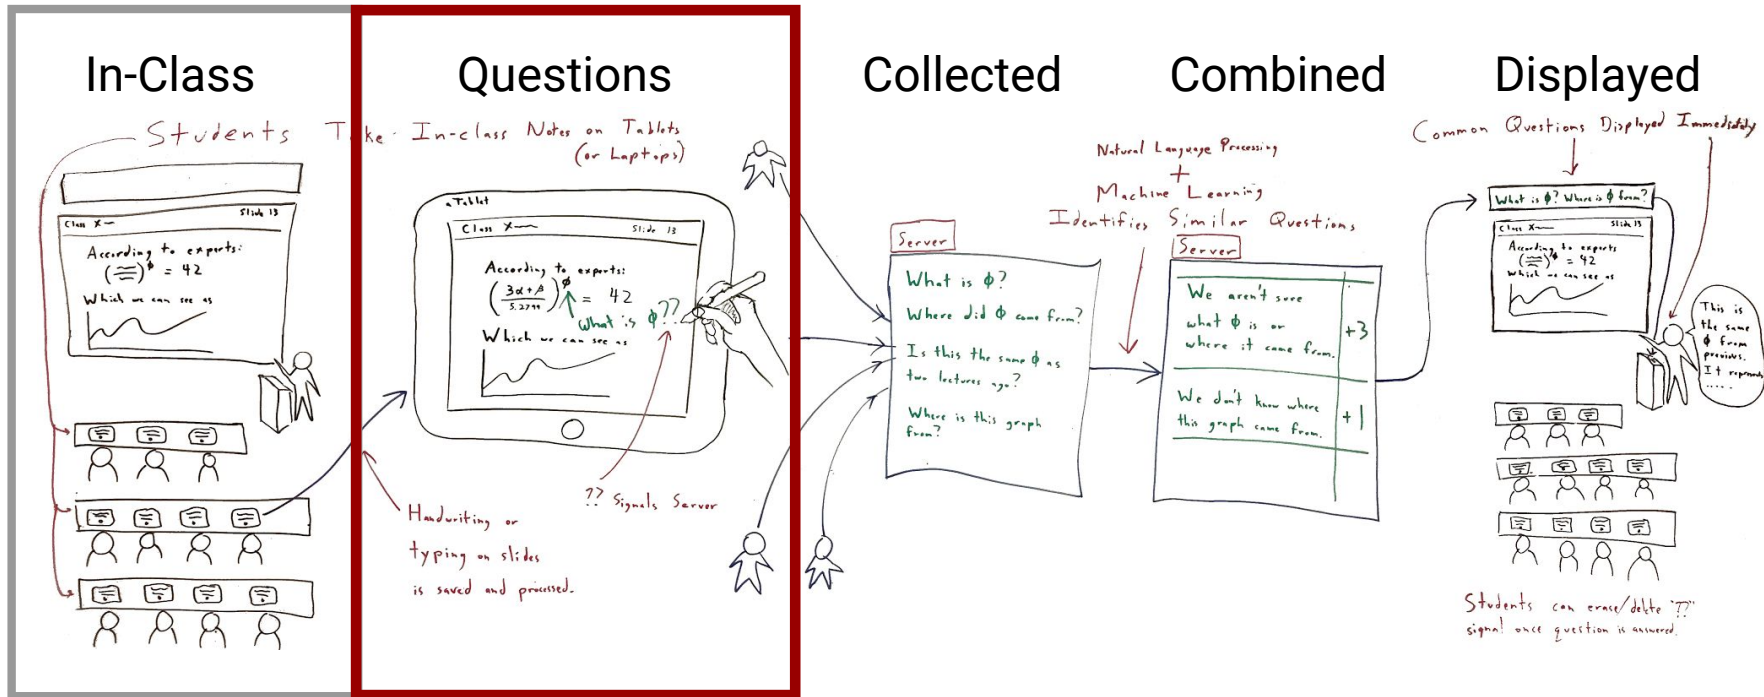 In-Class
Questions
Collected
Combined
Displayed
Students Take In-class Notes on Tablets
(or Laptops)
Class X
Slide 13
According to experts:
( )^ϕ = 42
Which we can see as
a Tablet
Class X
Slide 13
According to experts:
(3α+β / 5.2799)^ϕ = 42
What is ϕ??
Which we can see as
?? Signals Server
Handwriting or
typing on slides
is saved and processed.
Server
What is ϕ?
Where did ϕ come from?
Is this the same ϕ as
two lectures ago?
Where is this graph
from?
Natural Language Processing
+
Machine Learning
Identifies Similar Questions
Server
We aren't sure
what ϕ is or
where it came from.
+3
We don't know where
this graph came from.
+1
Common Questions Displayed Immediately
What is ϕ? Where is ϕ from?
Class X
Slide 13
According to experts
( )^ϕ = 42
Which we can see as
This is
the same
ϕ from
previous.
It represents
.....
Students can erase/delete "??"
signal once question is answered.